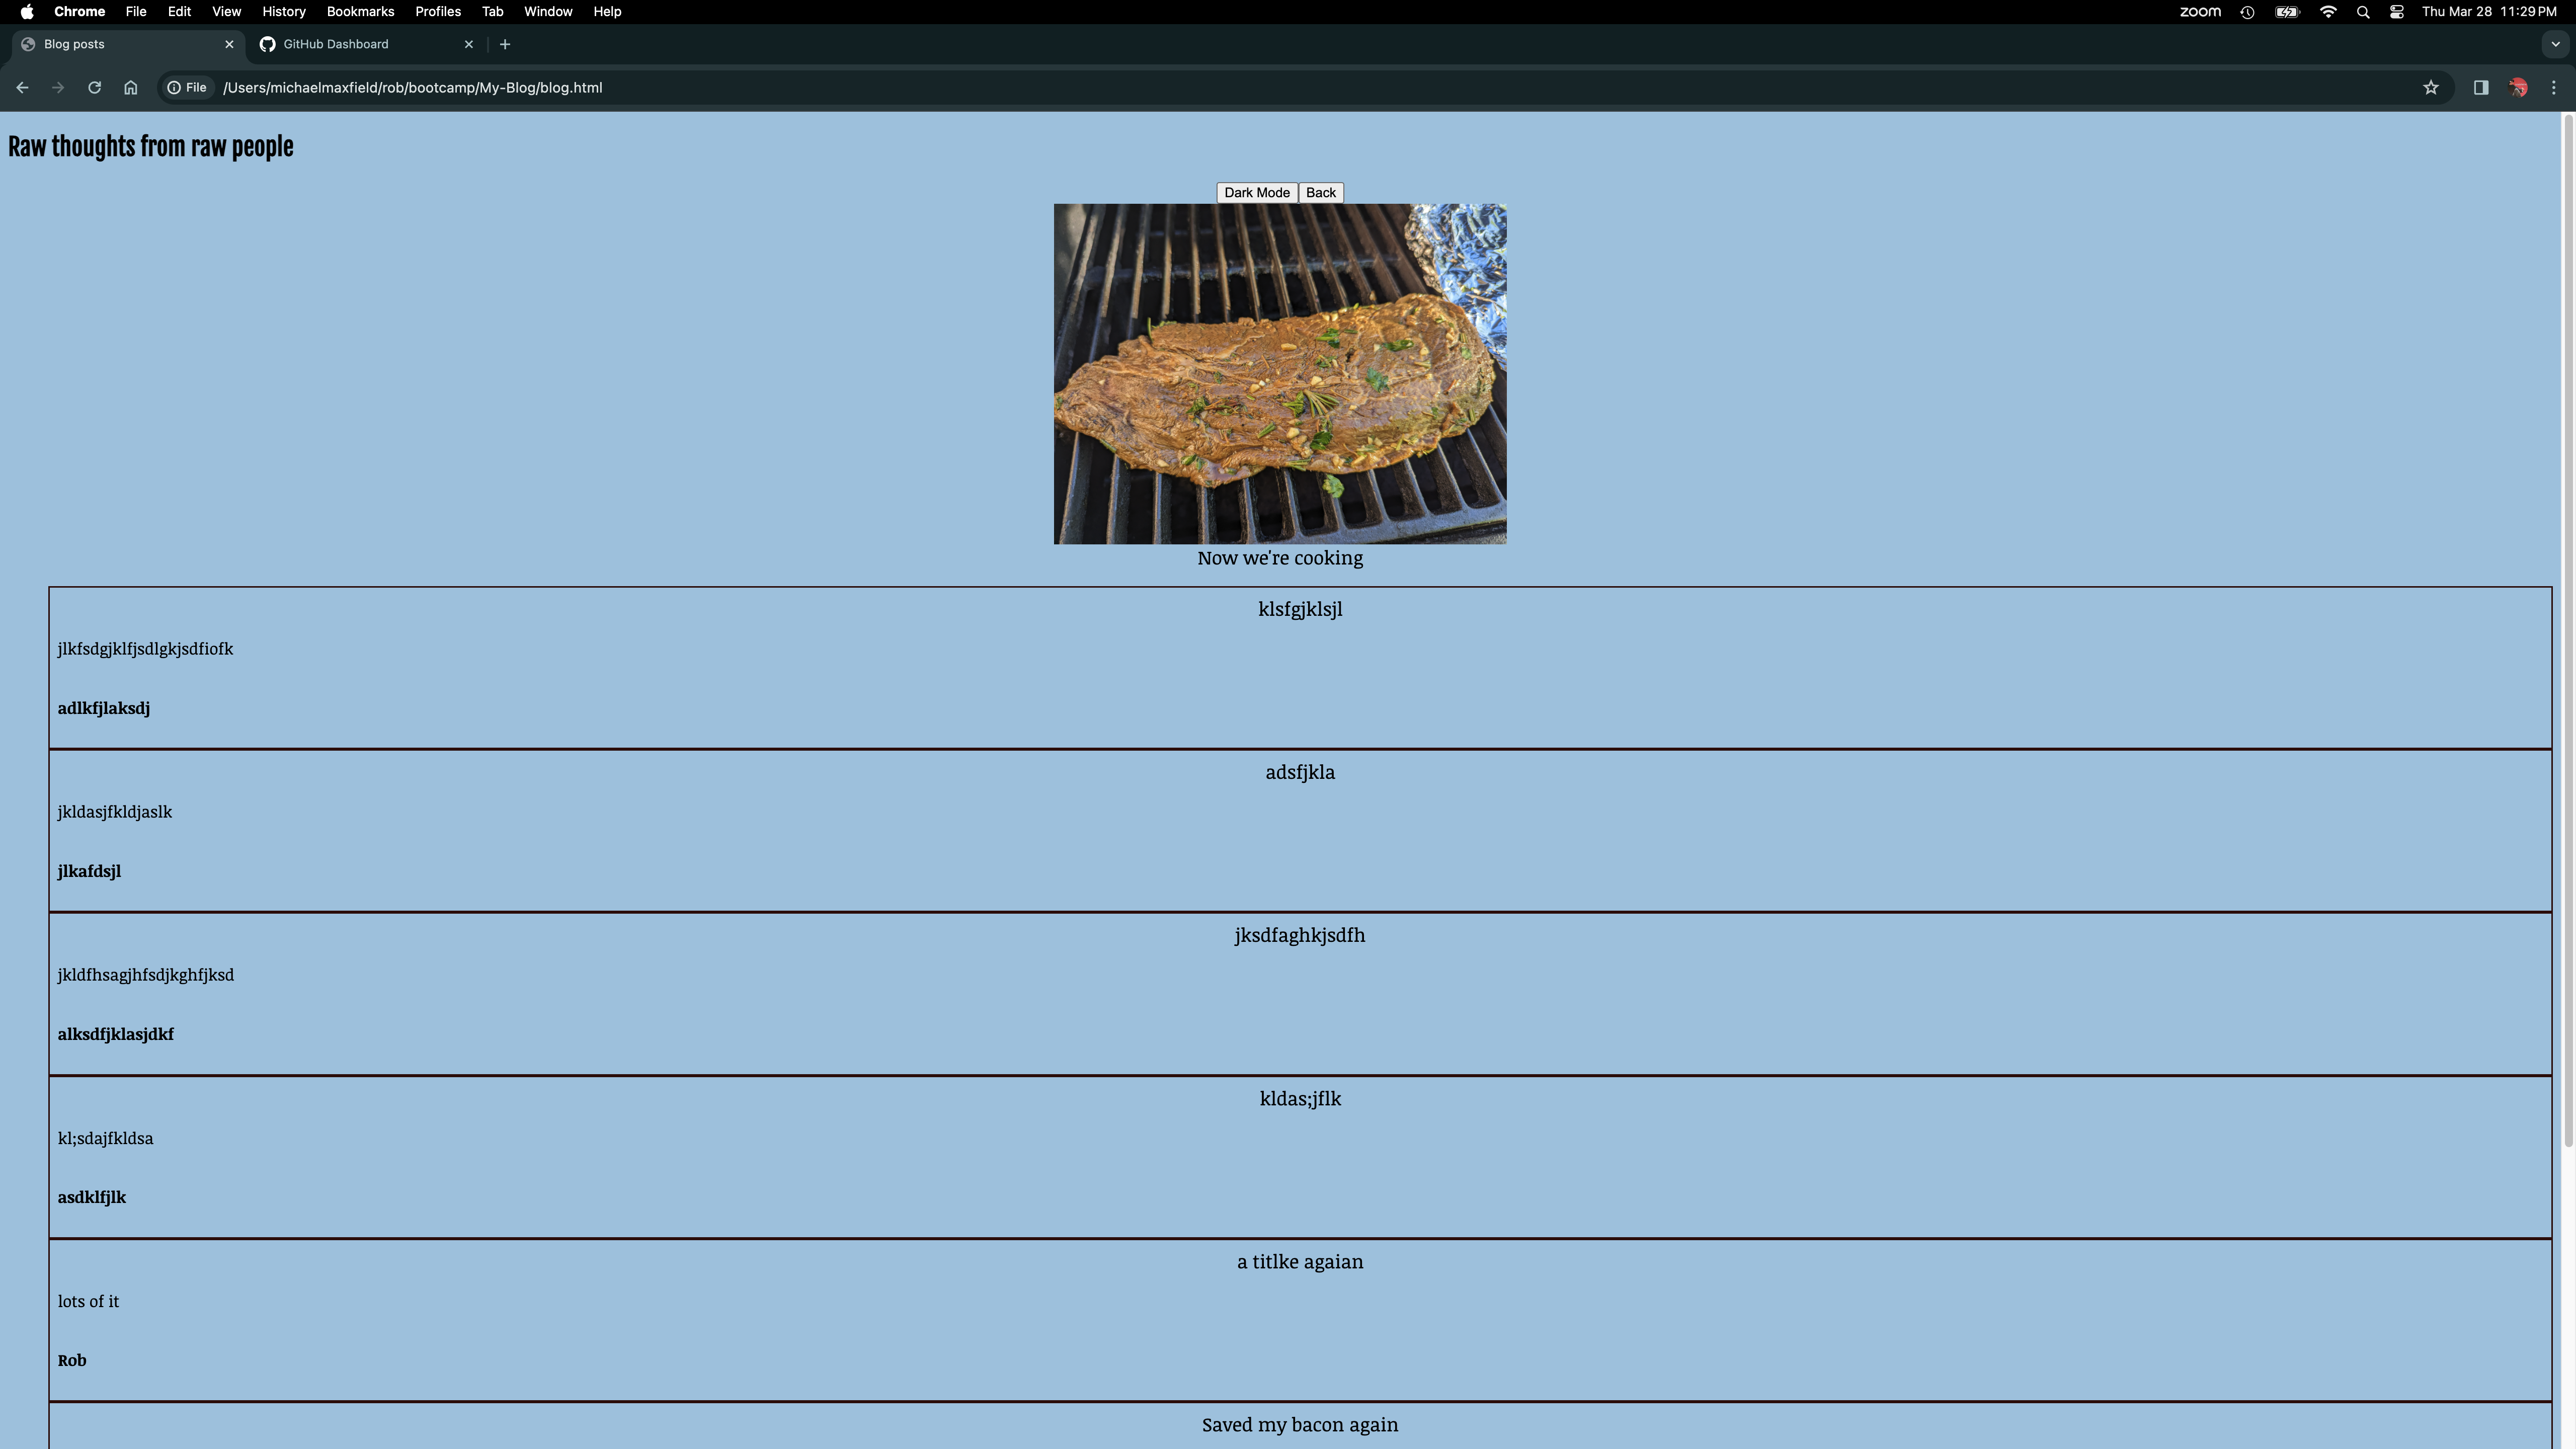 Chrome File Edit View History Bookmarks Profiles Tab Window Help zoom Thu Mar 28 11:29 PM
Blog posts GitHub Dashboard
File /Users/michaelmaxfield/rob/bootcamp/My-Blog/blog.html
Raw thoughts from raw people
Dark Mode Back
Now we're cooking
klsfgjklsjl
jlkfsdgjklfjsdlgkjsdfiofk
adlkfjlaksdj
adsfjkla
jkldasjfkldjaslk
jlkafdsjl
jksdfaghkjsdfh
jkldfhsagjhfsdjkghfjksd
alksdfjklasjdkf
kldas;jflk
kl;sdajfkldsa
asdklfjlk
a titlke agaian
lots of it
Rob
Saved my bacon again